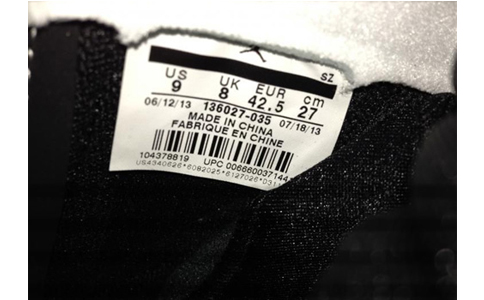 SZ
US UK EUR cm
9 8 42.5 27
06/12/13 136027-035 07/18/13
MADE IN CHINA
FABRIQUE EN CHINE
104378819 UPC 00666003714